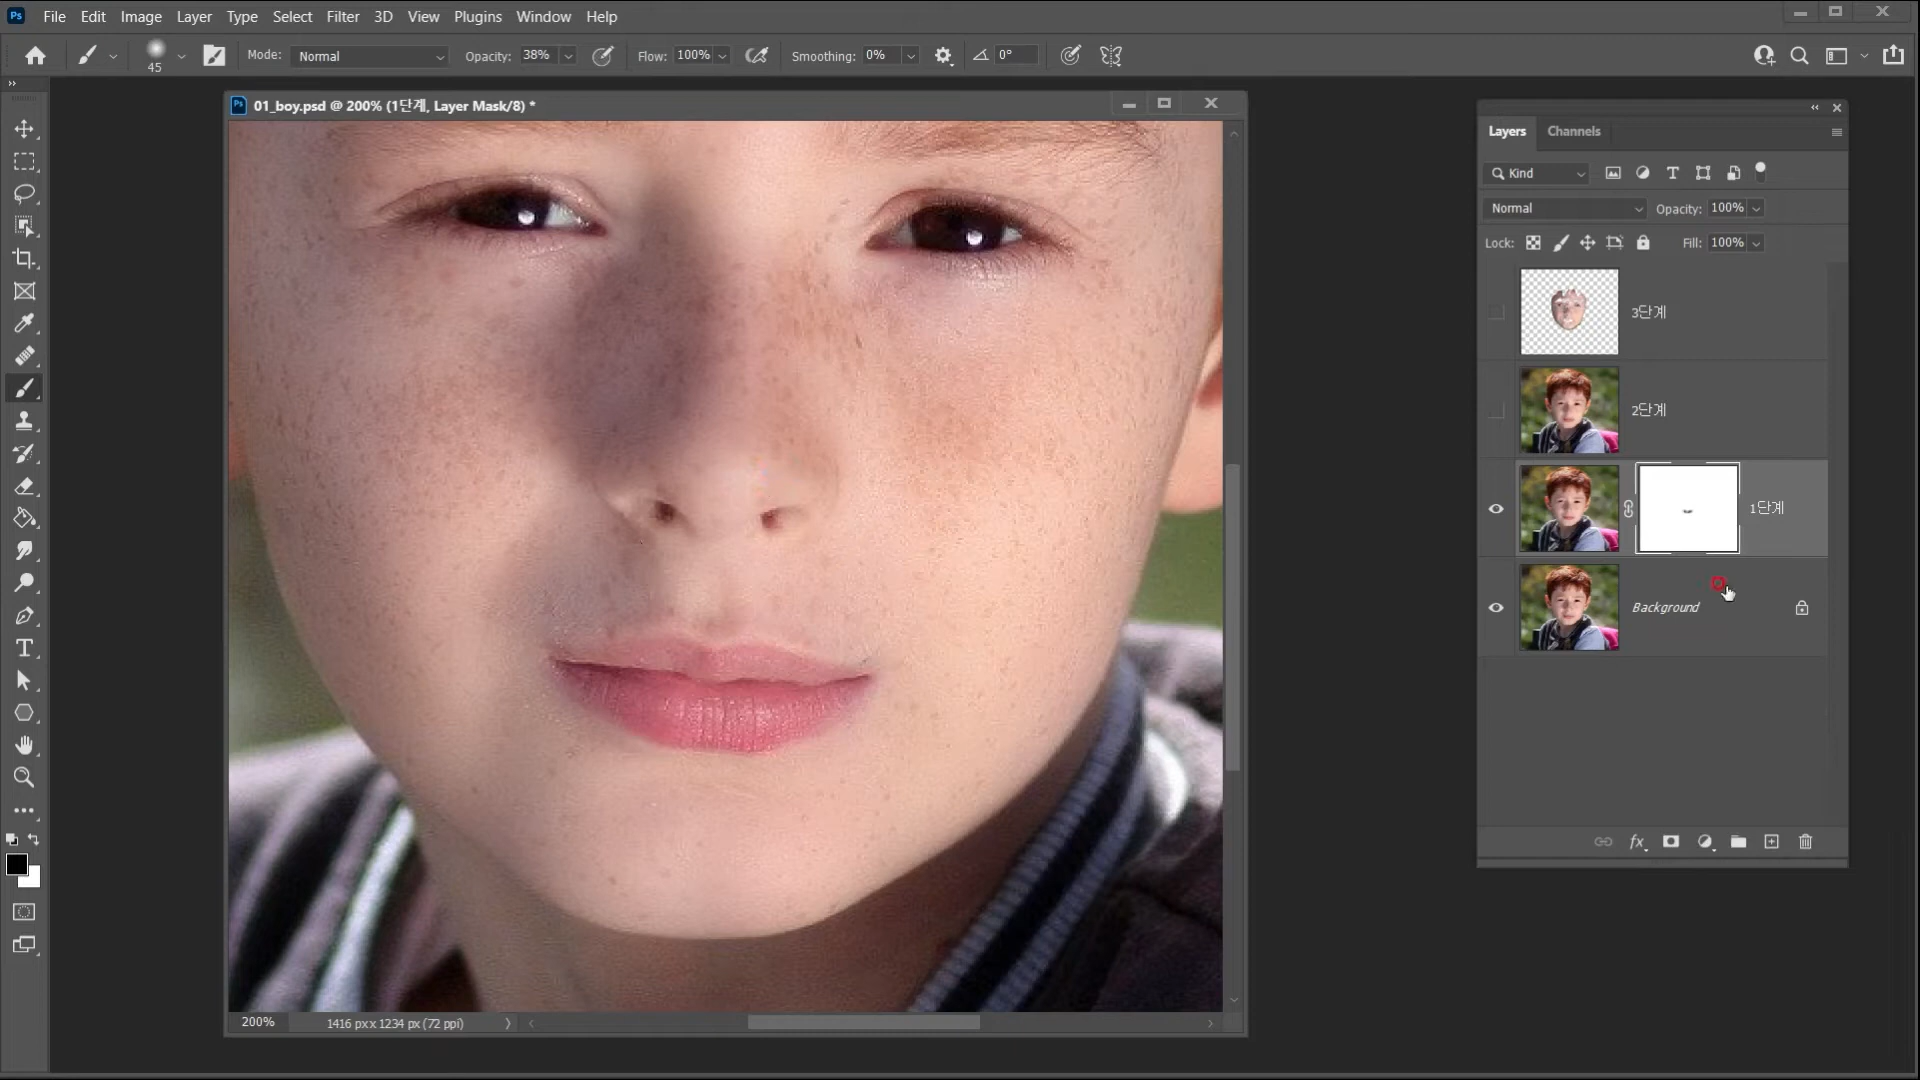 Ps File Edit Image Layer Type Select Filter 3D View Plugins Window Help
45 Mode: Normal Opacity: 38% Flow: 100% Smoothing: 0% 0°
Ps 01_boy.psd @ 200% (1단계, Layer Mask/8) *
Layers Channels
Kind
Normal Opacity: 100%
Lock: Fill: 100%
3단계
2단계
1단계
Background
fx
200% 1416 px x 1234 px (72 ppi)